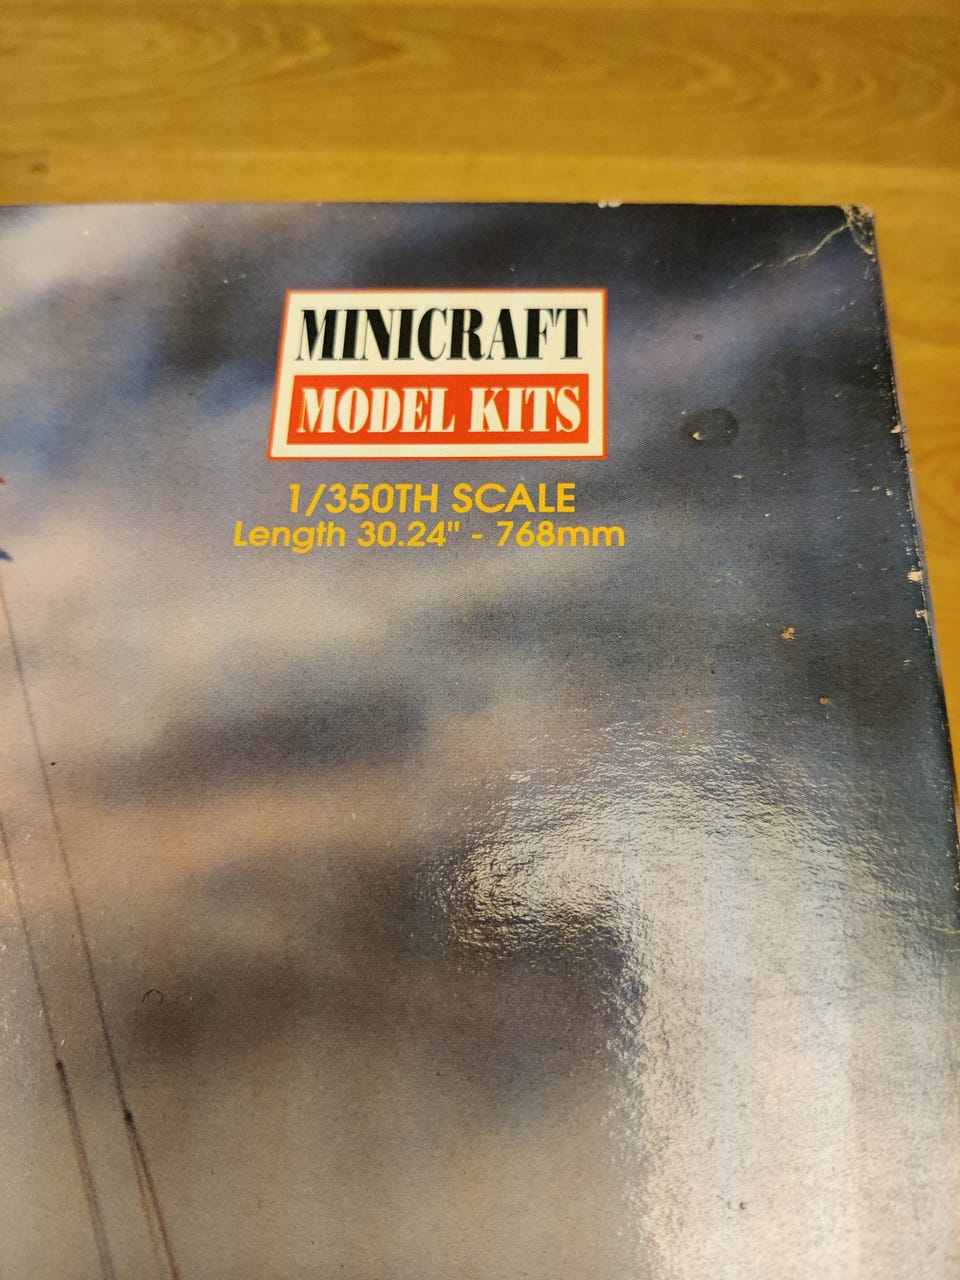 MINICRAFT
MODEL KITS
1/350TH SCALE
Length 30.24" - 768mm